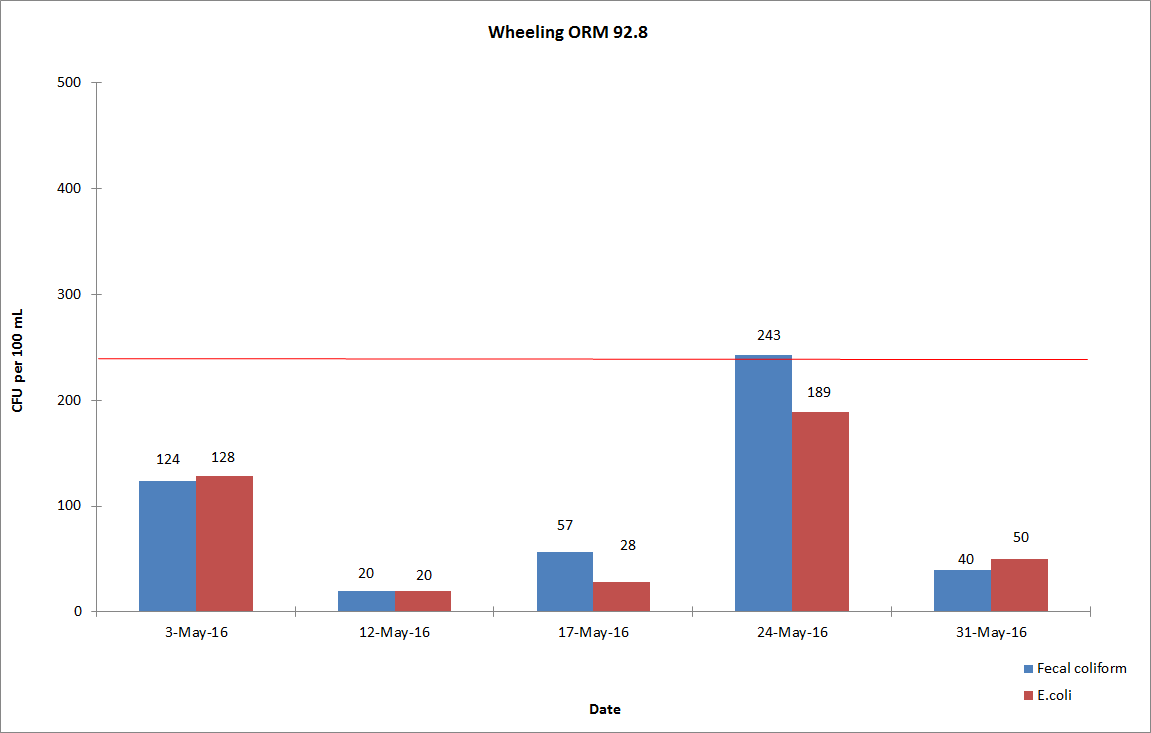 Wheeling ORM 92.8
500
400
300
200
100
0
CFU per 100 mL
243
189
124
128
57
28
50
40
20
20
3-May-16
12-May-16
17-May-16
24-May-16
31-May-16
Fecal coliform
E.coli
Date